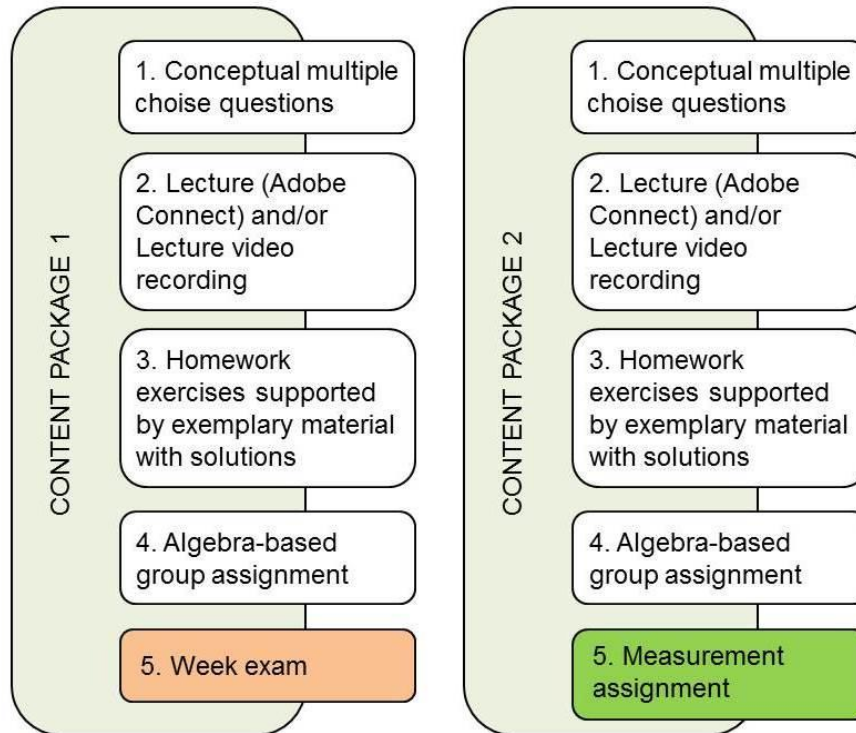 CONTENT PACKAGE 1
1. Conceptual multiple
choise questions
2. Lecture (Adobe
Connect) and/or
Lecture video
recording
3. Homework
exercises supported
by exemplary material
with solutions
4. Algebra-based
group assignment
5. Week exam
CONTENT PACKAGE 2
1. Conceptual multiple
choise questions
2. Lecture (Adobe
Connect) and/or
Lecture video
recording
3. Homework
exercises supported
by exemplary material
with solutions
4. Algebra-based
group assignment
5. Measurement
assignment